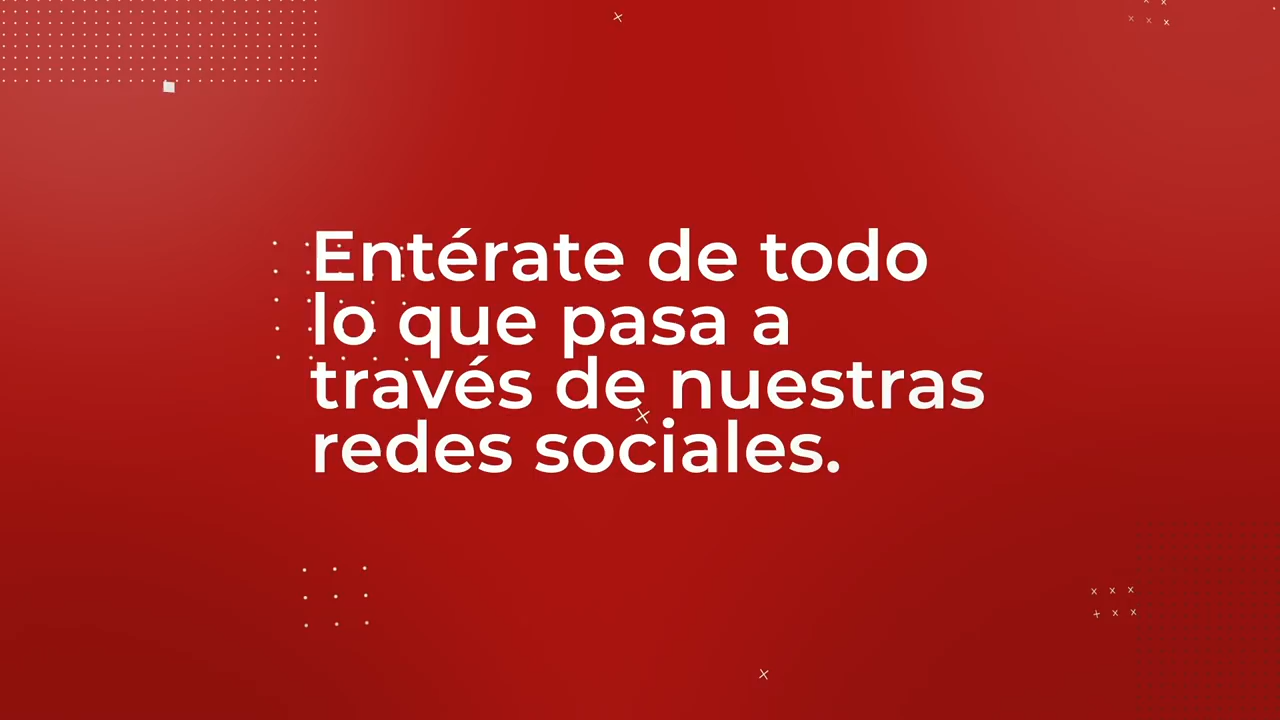 Entérate de todo
lo que pasa a
través de nuestras
redes sociales.